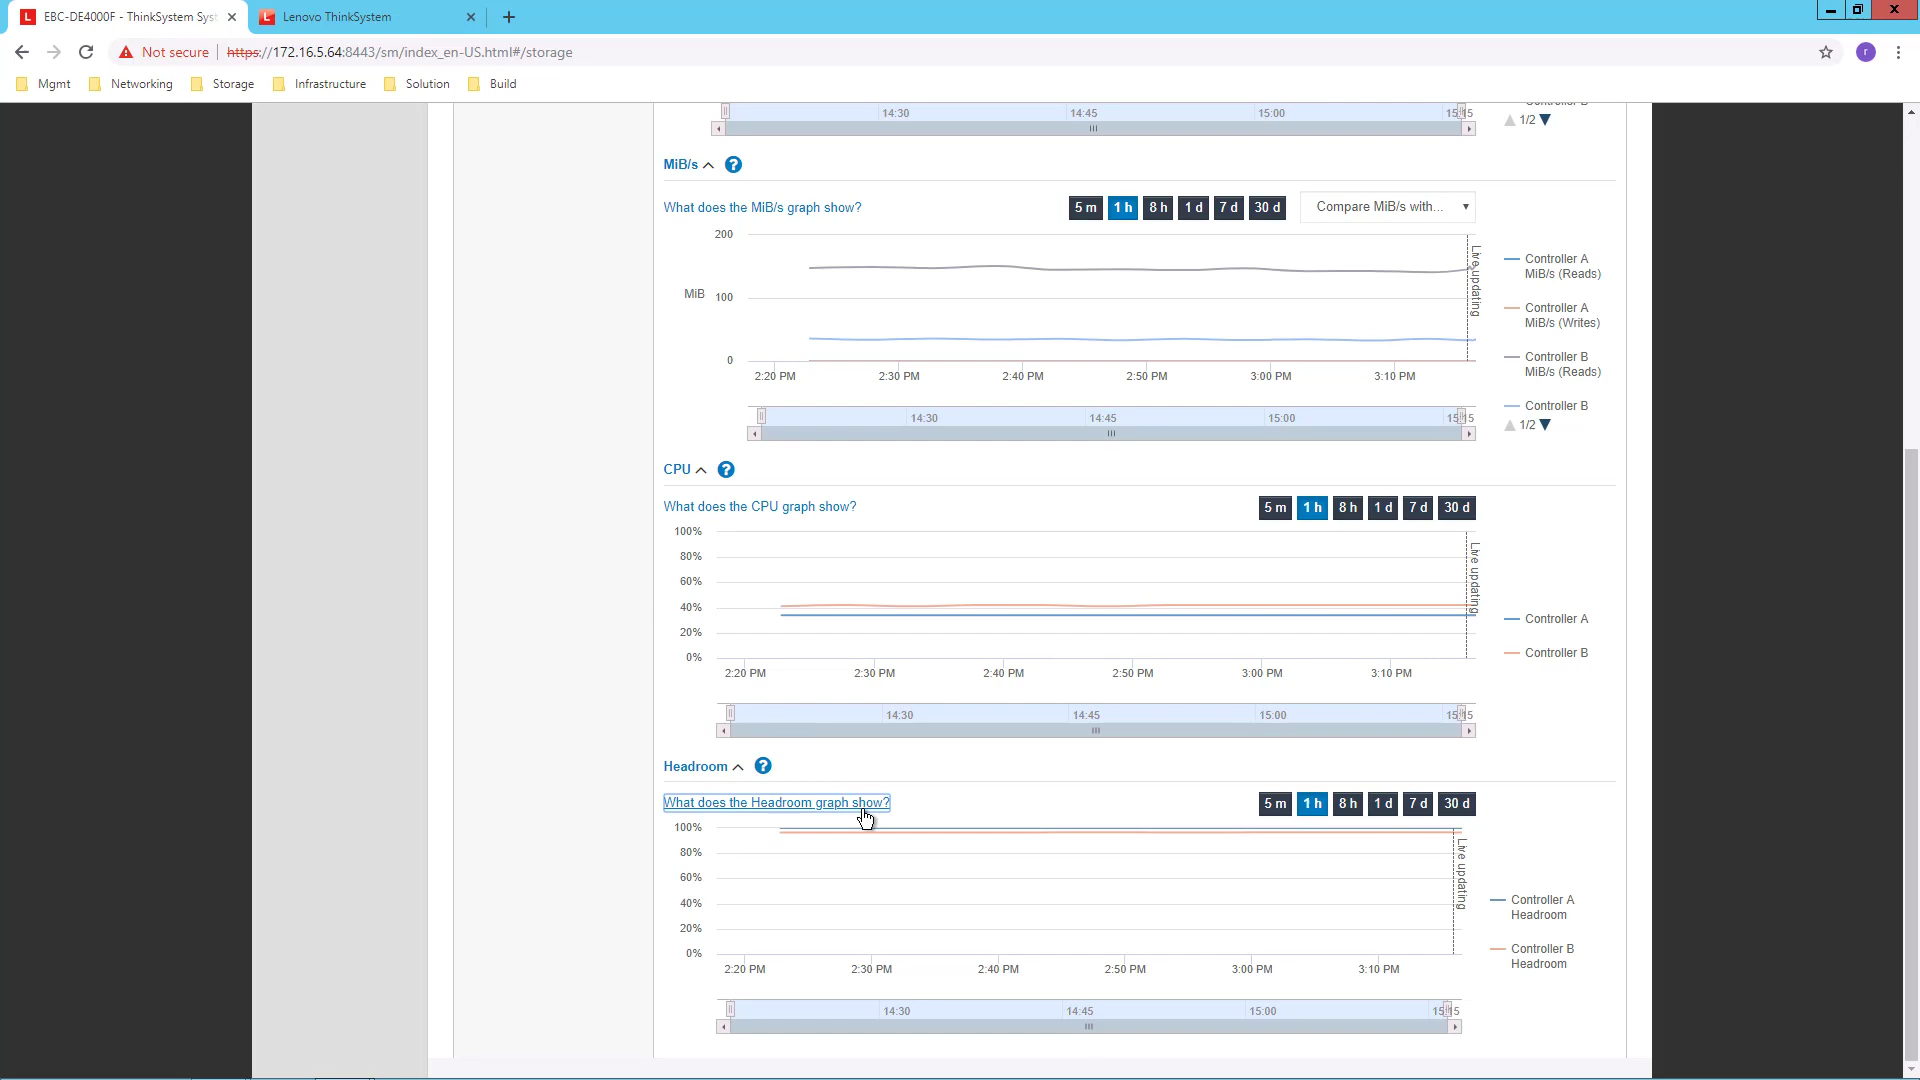 EBC-DE4000F - ThinkSystem Syst
Lenovo ThinkSystem
Not secure
https://172.16.5.64:8443/sm/index_en-US.html#/storage
r
Mgmt
Networking
Storage
Infrastructure
Solution
Build
14:30 14:45 15:00 15:15
1/2
MiB/s
?
What does the MiB/s graph show?
5 m 1 h 8 h 1 d 7 d 30 d
Compare MiB/s with...
200
MiB 100
0
2:20 PM 2:30 PM 2:40 PM 2:50 PM 3:00 PM 3:10 PM
Live updating
Controller A
MiB/s (Reads)
Controller A
MiB/s (Writes)
Controller B
MiB/s (Reads)
Controller B
1/2
14:30 14:45 15:00 15:15
CPU
?
What does the CPU graph show?
5 m 1 h 8 h 1 d 7 d 30 d
100%
80%
60%
40%
20%
0%
2:20 PM 2:30 PM 2:40 PM 2:50 PM 3:00 PM 3:10 PM
Live updating
Controller A
Controller B
14:30 14:45 15:00 15:15
Headroom
?
What does the Headroom graph show?
5 m 1 h 8 h 1 d 7 d 30 d
100%
80%
60%
40%
20%
0%
2:20 PM 2:30 PM 2:40 PM 2:50 PM 3:00 PM 3:10 PM
Live updating
Controller A
Headroom
Controller B
Headroom
14:30 14:45 15:00 15:15